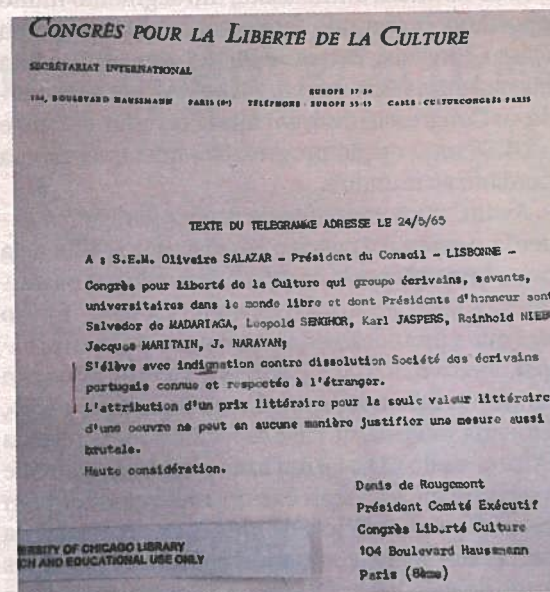 CONGRÈS POUR LA LIBERTÉ DE LA CULTURE
SECRÉTARIAT INTERNATIONAL
104, BOULEVARD HAUSSMANN PARIS (8e) TÉLÉPHONE : EUROPE 55-15 CABLE : CULTURCONGRÈS PARIS
TEXTE DU TELEGRAMME ADRESSE LE 24/5/65
A : S.E.M. Oliveira SALAZAR - Président du Conseil - LISBONNE -
Congrès pour liberté de la Culture qui groupe écrivains, savants,
universitaires dans le monde libre et dont Présidents d'honneur sont
Salvador de MADARIAGA, Leopold SENGHOR, Karl JASPERS, Reinhold NIEB
Jacques MARITAIN, J. NARAYAN;
S'élève avec indignation contre dissolution Société des écrivains
portugais connue et respectée à l'étranger.
L'attribution d'un prix littéraire pour la seule valeur littéraire
d'une oeuvre ne peut en aucune manière justifier une mesure aussi
brutale.
Haute considération.
Denis de Rougemont
Président Comité Exécutif
Congrès Liberté Culture
104 Boulevard Haussmann
Paris (8ème)
ERSITY OF CHICAGO LIBRARY
CH AND EDUCATIONAL USE ONLY